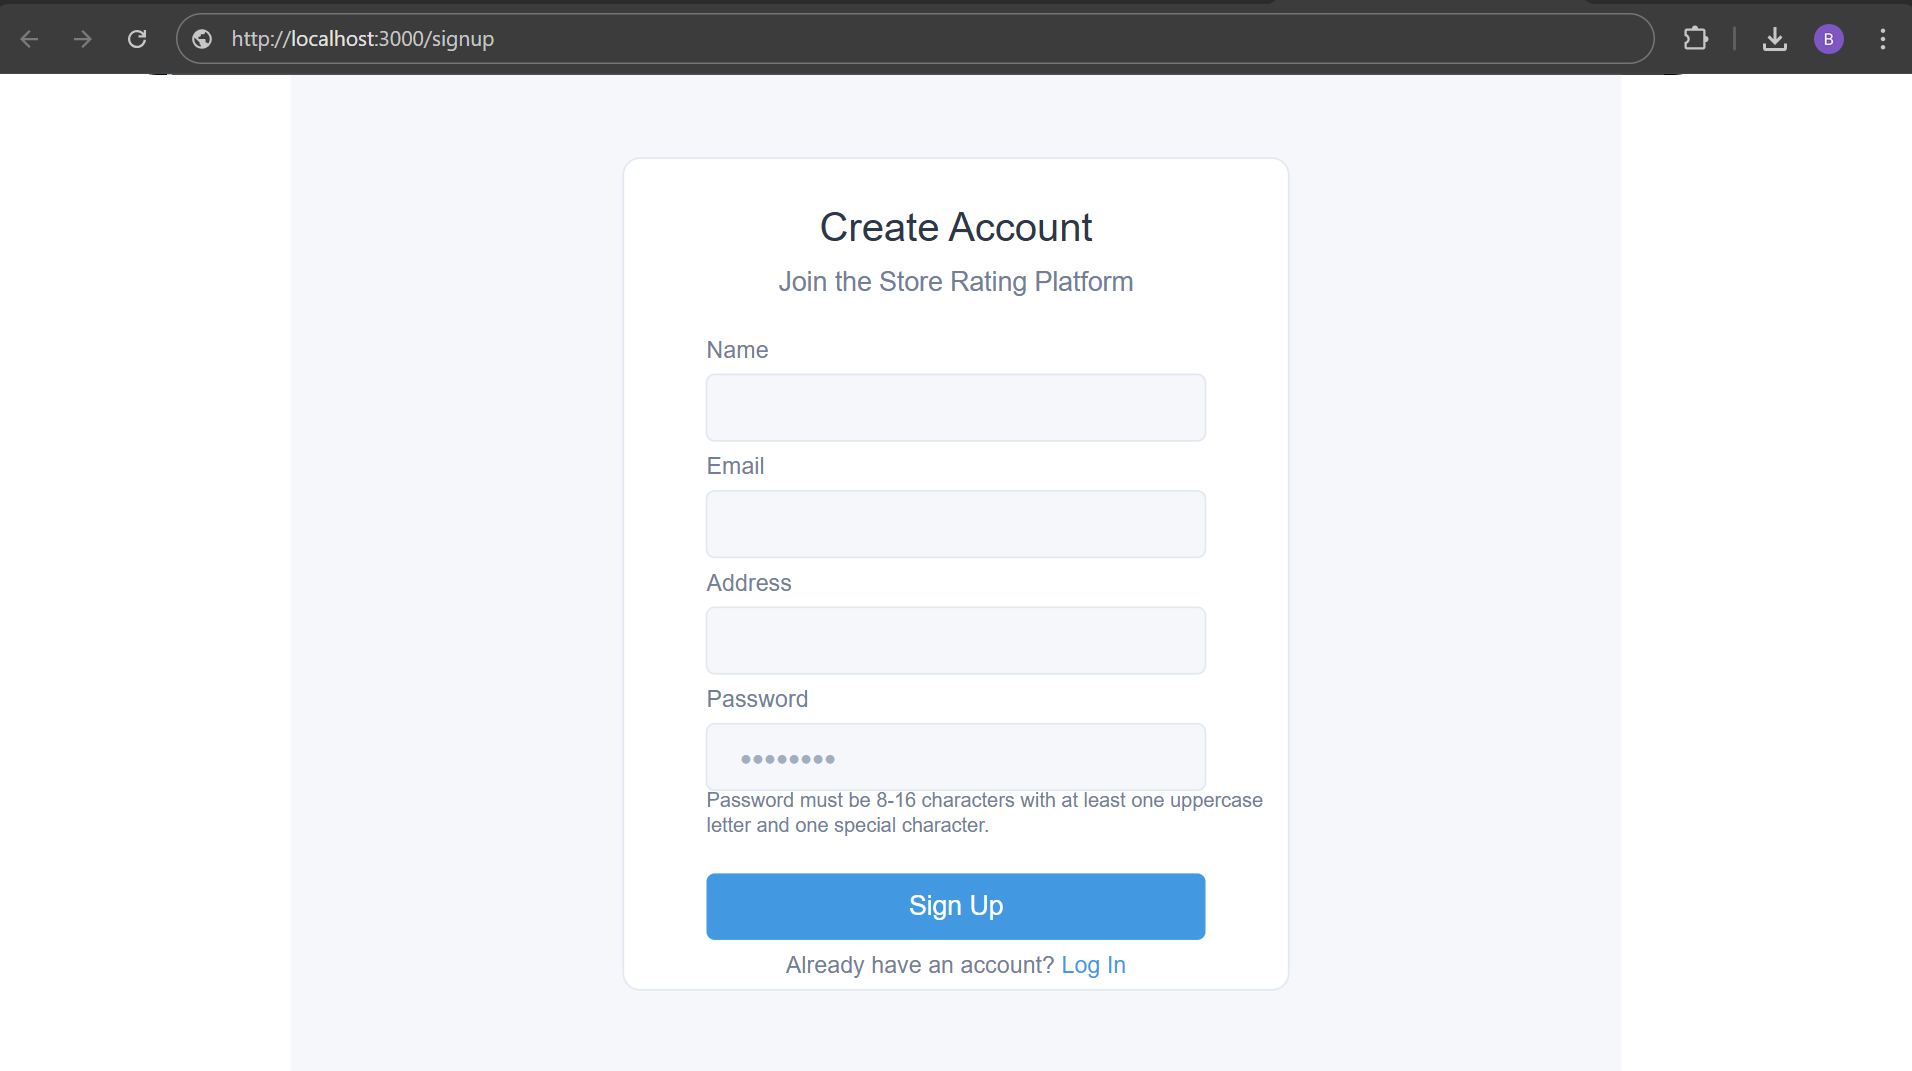 http://localhost:3000/signup
B
Create Account
Join the Store Rating Platform
Name
Email
Address
Password
••••••••
Password must be 8-16 characters with at least one uppercase
letter and one special character.
Sign Up
Already have an account? Log In